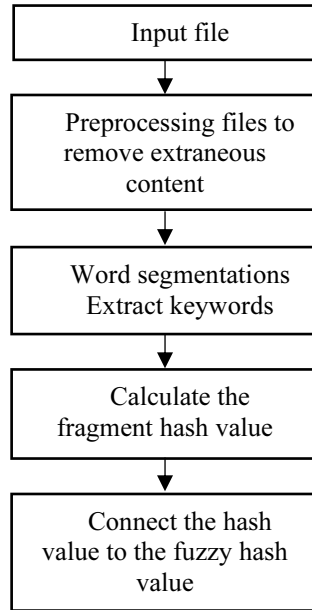 Input file
Preprocessing files to
remove extraneous
content
Word segmentations
Extract keywords
Calculate the
fragment hash value
Connect the hash
value to the fuzzy hash
value